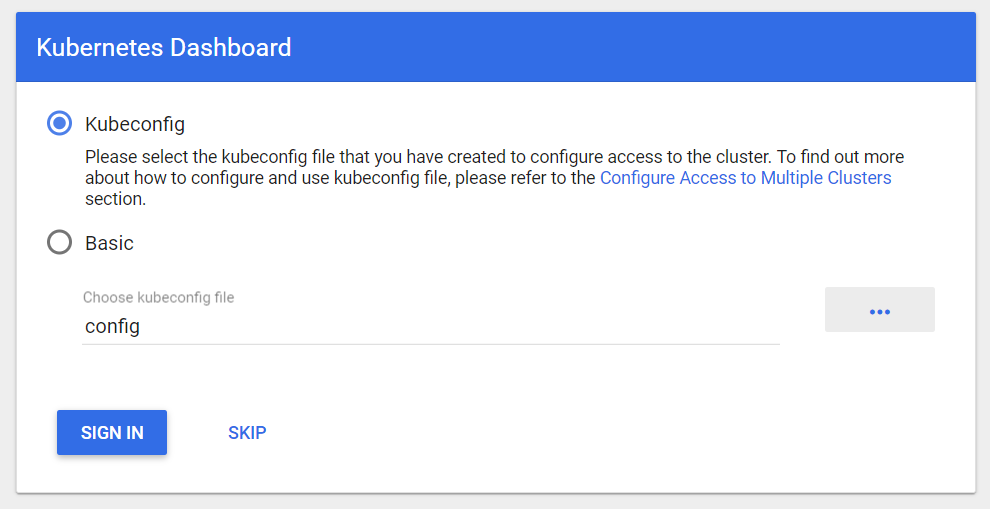 Kubernetes Dashboard
Kubeconfig
Please select the kubeconfig file that you have created to configure access to the cluster. To find out more
about how to configure and use kubeconfig file, please refer to the Configure Access to Multiple Clusters
section.
Basic
Choose kubeconfig file
config
...
SIGN IN
SKIP